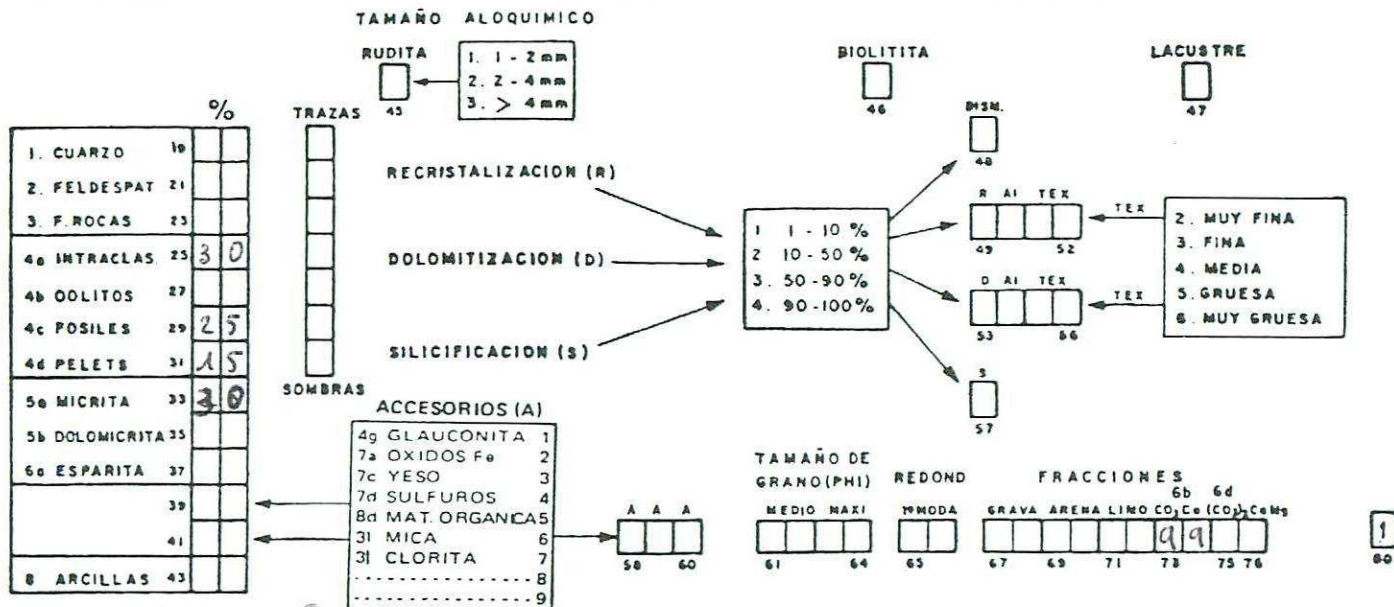 TAMAÑO ALOQUIMICO
RUDITA
45
1. 1 - 2 mm
2. 2 - 4 mm
3. > 4 mm
BIOLITITA
46
LACUSTRE
47
%
1. CUARZO 19
2. FELDESPAT 21
3. F. ROCAS 23
4a INTRACLAS. 25 3 0
4b OOLITOS 27
4c FOSILES 29 2 5
4d PELETS 31 1 5
5a MICRITA 33 3 0
5b DOLOMICRITA 35
6a ESPARITA 37
39
41
8 ARCILLAS 43
TRAZAS
SOMBRAS
RECRISTALIZACION (R)
DOLOMITIZACION (D)
SILICIFICACION (S)
1 1 - 10 %
2 10 - 50 %
3. 50 - 90 %
4. 90 - 100 %
DISM.
48
R A1 TEX
49 52
D A1 TEX
53 56
S
57
TEX
TEX
2. MUY FINA
3. FINA
4. MEDIA
5. GRUESA
6. MUY GRUESA
ACCESORIOS (A)
4g GLAUCONITA 1
7a OXIDOS Fe 2
7c YESO 3
7d SULFUROS 4
8d MAT. ORGANICA 5
3i MICA 6
3j CLORITA 7
- - - - - - - - - - - - - - 8
- - - - - - - - - - - - - - 9
A A A
58 60
TAMAÑO DE
GRANO (PHI)
MEDIO MAXI
61 64
REDOND
1ª MODA
65
FRACCIONES
6b 6d
GRAVA ARENA LIMO CO3Ca (CO3)2CaMg
9 9
67 69 71 73 75 76
1
80